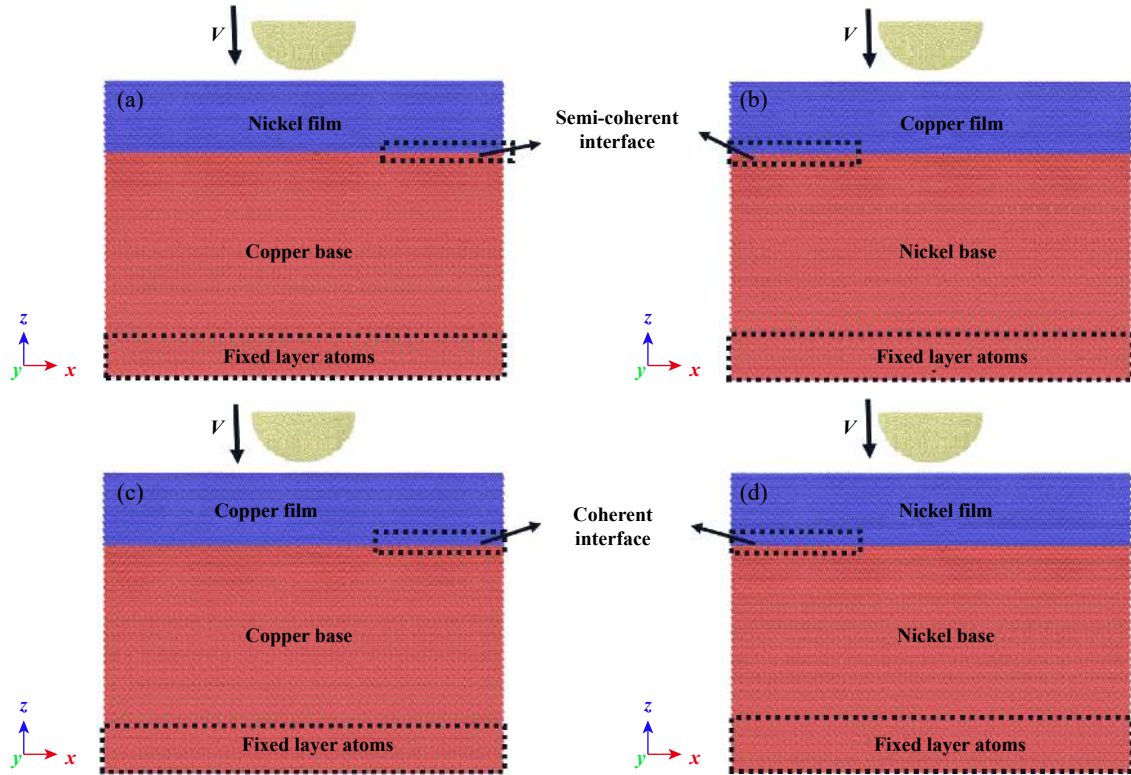 V
V
(a)
(b)
Nickel film
Semi-coherent
interface
Copper film
Copper base
Nickel base
z
y
x
Fixed layer atoms
z
y
x
Fixed layer atoms
V
V
(c)
(d)
Copper film
Coherent
interface
Nickel film
Copper base
Nickel base
z
y
x
Fixed layer atoms
z
y
x
Fixed layer atoms